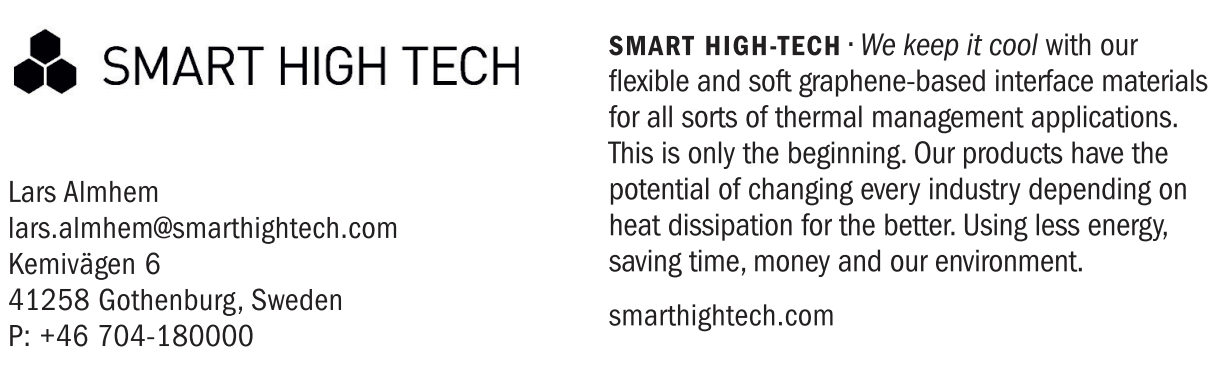 SMART HIGH TECH
Lars Almhem
lars.almhem@smarthightech.com
Kemivägen 6
41258 Gothenburg, Sweden
P: +46 704-180000
SMART HIGH-TECH · We keep it cool with our
flexible and soft graphene-based interface materials
for all sorts of thermal management applications.
This is only the beginning. Our products have the
potential of changing every industry depending on
heat dissipation for the better. Using less energy,
saving time, money and our environment.
smarthightech.com